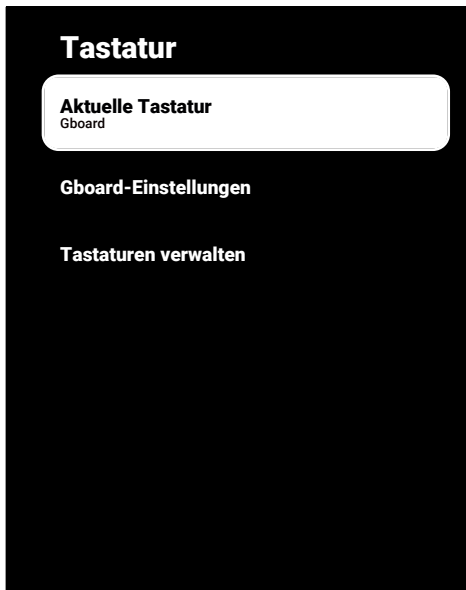 Tastatur
Aktuelle Tastatur
Gboard
Gboard-Einstellungen
Tastaturen verwalten